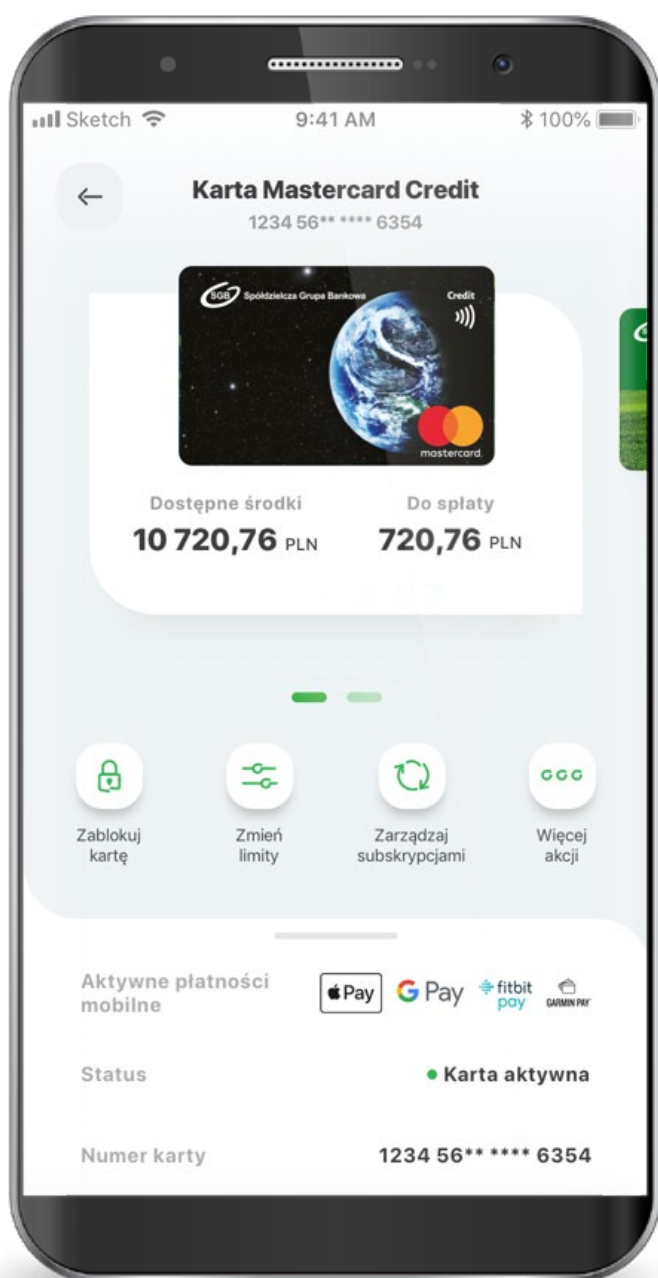 Sketch 9:41 AM 100%
Karta Mastercard Credit
1234 56** **** 6354
SGB Spółdzielcza Grupa Bankowa Credit
mastercard.
Dostępne środki Do spłaty
10 720,76 PLN 720,76 PLN
Zablokuj Zmień Zarządzaj Więcej
kartę limity subskrypcjami akcji
Aktywne płatności
mobilne
Pay G Pay fitbit pay GARMIN PAY
Status Karta aktywna
Numer karty 1234 56** **** 6354